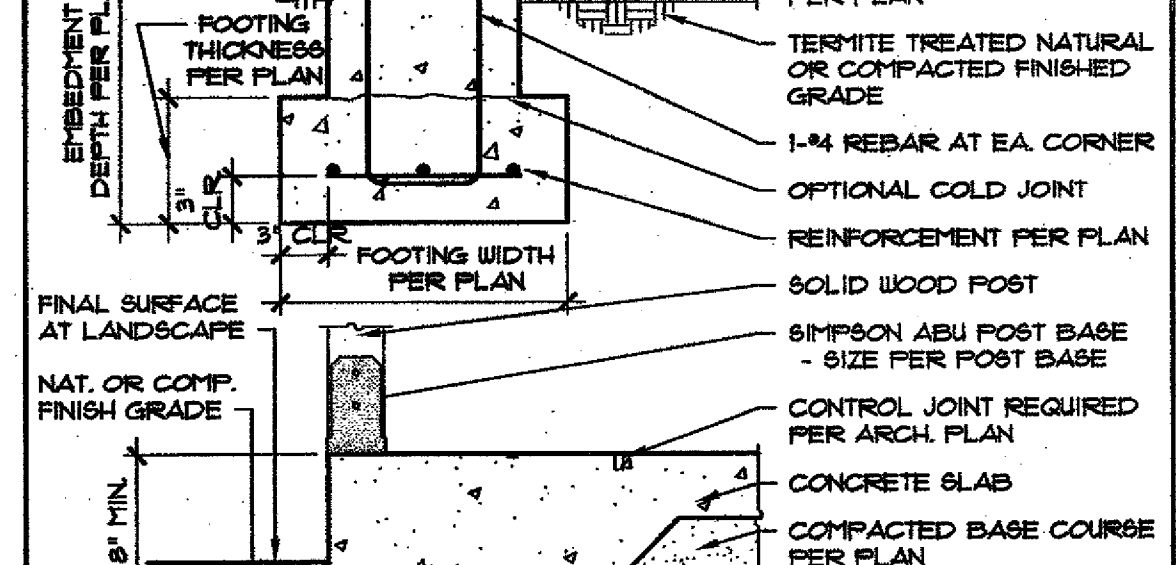 EMBEDMENT
DEPTH PER PL
FOOTING
THICKNESS
PER PLAN
3"
CLR
3" CLR
FOOTING WIDTH
PER PLAN
PER PLAN
TERMITE TREATED NATURAL
OR COMPACTED FINISHED
GRADE
1-#4 REBAR AT EA. CORNER
OPTIONAL COLD JOINT
REINFORCEMENT PER PLAN
SOLID WOOD POST
SIMPSON ABU POST BASE
- SIZE PER POST BASE
CONTROL JOINT REQUIRED
PER ARCH. PLAN
CONCRETE SLAB
COMPACTED BASE COURSE
PER PLAN
FINAL SURFACE
AT LANDSCAPE
NAT. OR COMP.
FINISH GRADE
8" MIN.